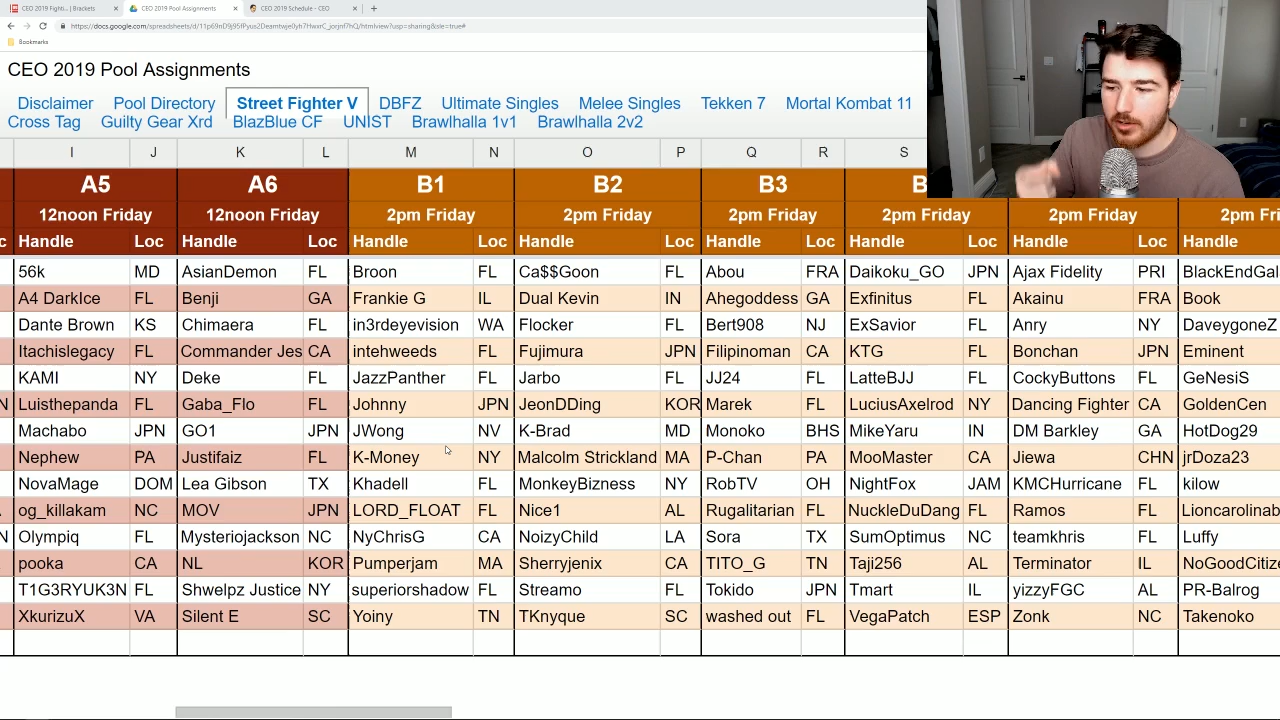 CEO 2019 Fighti... | Brackets × CEO 2019 Pool Assignments × CEO 2019 Schedule - CEO × +
Bookmarks
CEO 2019 Pool Assignments
Disclaimer Pool Directory Street Fighter V DBFZ Ultimate Singles Melee Singles Tekken 7 Mortal Kombat 11
Cross Tag Guilty Gear Xrd BlazBlue CF UNIST Brawlhalla 1v1 Brawlhalla 2v2
I J K L M N O P Q R S
A5 A6 B1 B2 B3 B
12noon Friday 12noon Friday 2pm Friday 2pm Friday 2pm Friday 2pm Friday 2pm Friday 2pm Fri
c Handle Loc Handle Loc Handle Loc Handle Loc Handle Loc Handle Loc Handle Loc Handle
56k MD AsianDemon FL Broon FL Ca$$Goon FL Abou FRA Daikoku_GO JPN Ajax Fidelity PRI BlackEndGal
A4 DarkIce FL Benji GA Frankie G IL Dual Kevin IN Ahegoddess GA Exfinitus FL Akainu FRA Book
Dante Brown KS Chimaera FL in3rdeyevision WA Flocker FL Bert908 NJ ExSavior FL Anry NY DaveygoneZ
Itachislegacy FL Commander Jes CA intehweeds FL Fujimura JPN Filipinoman CA KTG FL Bonchan JPN Eminent
KAMI NY Deke FL JazzPanther FL Jarbo FL JJ24 FL LatteBJJ FL CockyButtons FL GeNesiS
N Luisthepanda FL Gaba_Flo FL Johnny JPN JeonDDing KOR Marek FL LuciusAxelrod NY Dancing Fighter CA GoldenCen
Machabo JPN GO1 JPN JWong NV K-Brad MD Monoko BHS MikeYaru IN DM Barkley GA HotDog29
Nephew PA Justifaiz FL K-Money NY Malcolm Strickland MA P-Chan PA MooMaster CA Jiewa CHN jrDoza23
NovaMage DOM Lea Gibson TX Khadell FL MonkeyBizness NY RobTV OH NightFox JAM KMCHurricane FL kilow
og_killakam NC MOV JPN LORD_FLOAT FL Nice1 AL Rugalitarian FL NuckleDuDang FL Ramos FL Lioncarolinab
N Olympiq FL Mysteriojackson NC NyChrisG CA NoizyChild LA Sora TX SumOptimus NC teamkhris FL Luffy
pooka CA NL KOR Pumperjam MA Sherryjenix CA TITO_G TN Taji256 AL Terminator IL NoGoodCitize
T1G3RYUK3N FL Shwelpz Justice NY superiorshadow FL Streamo FL Tokido JPN Tmart IL yizzyFGC AL PR-Balrog
XkurizuX VA Silent E SC Yoiny TN TKnyque SC washed out FL VegaPatch ESP Zonk NC Takenoko